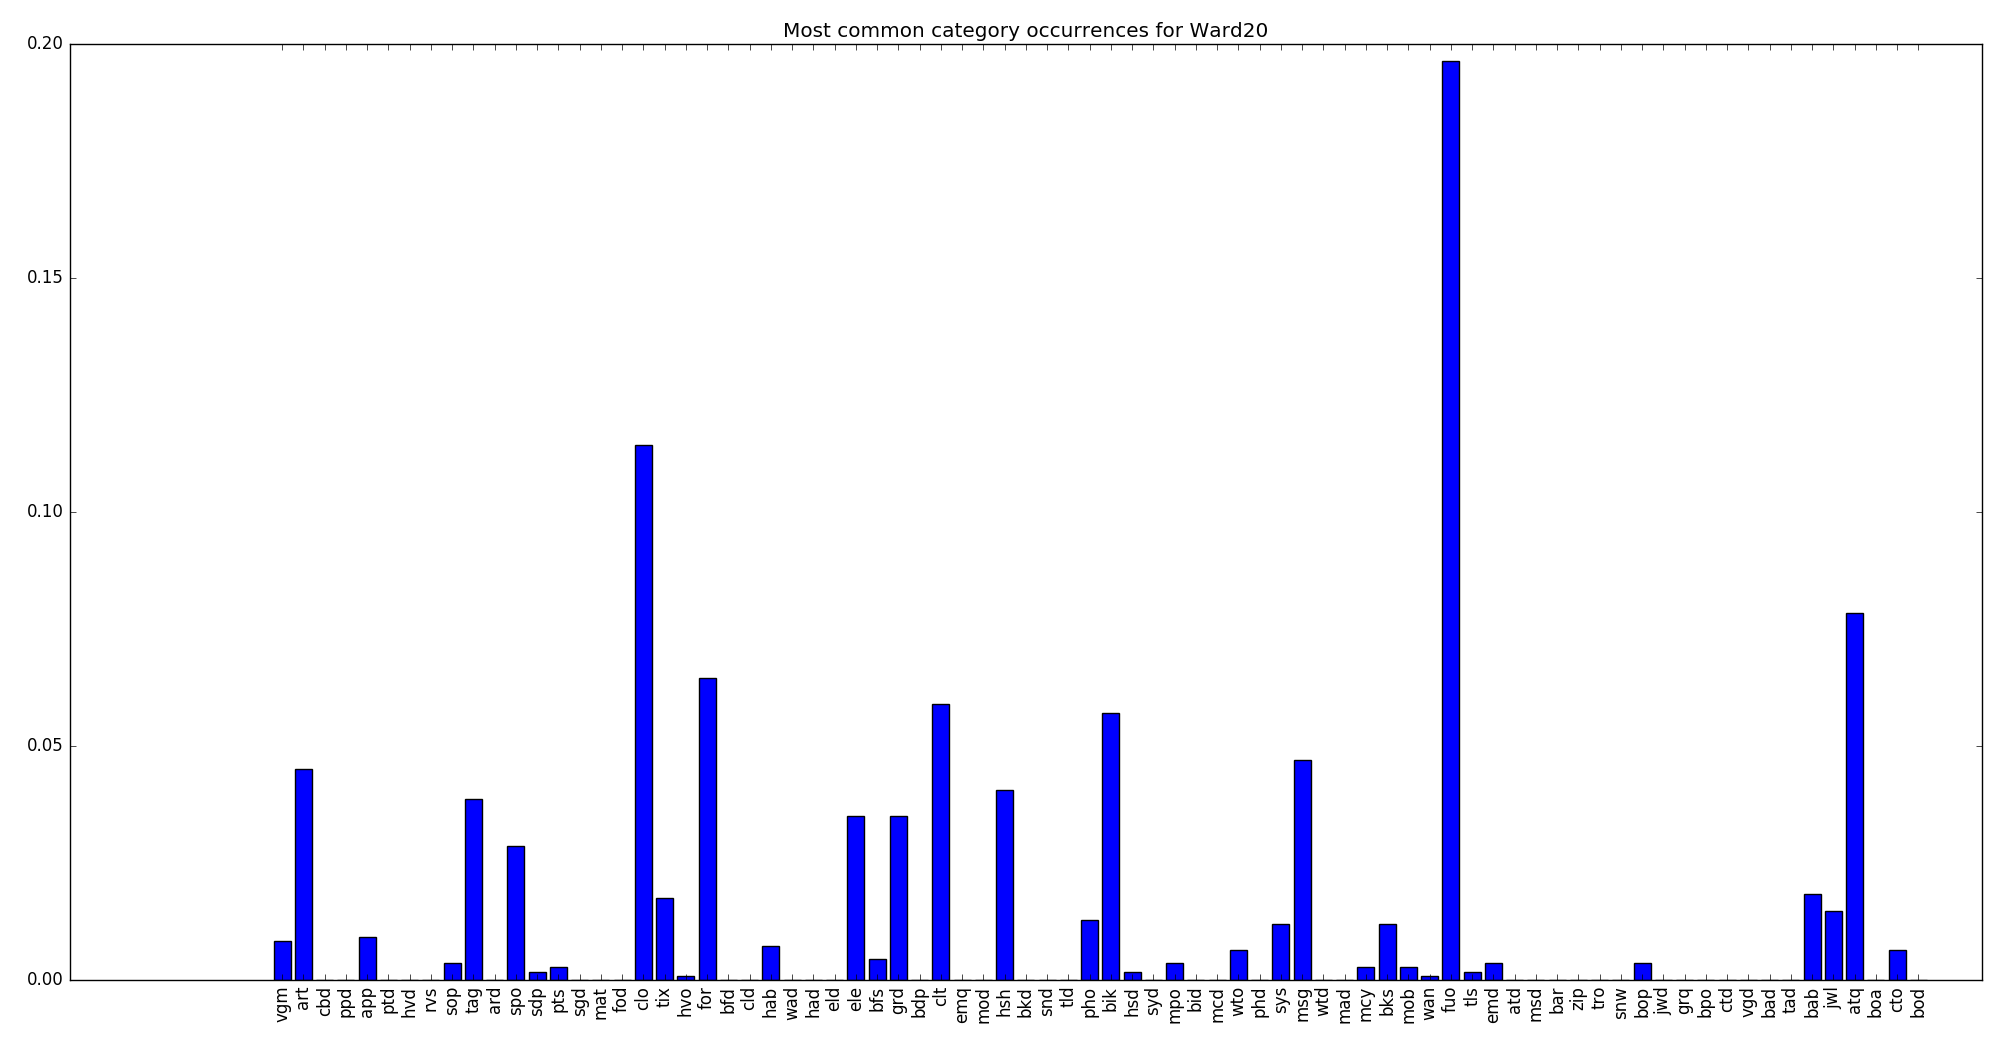 Most common category occurrences for Ward20
0.20
0.15
0.10
0.05
0.00
vgm art cbd ppd app ptd hvd rvs sop tag ard spo sdp pts sgd mat fod clo tix hvo for bfd cld hab wad had eld ele bfs grd bdp clt emq mod hsh bkd snd tld pho bik hsd syd mpo bid mcd wto phd sys msg wtd mad mcy bks mob wan fuo tls emd atd msd bar zip tro snw bop jwd grq bpo ctd vgd bad tad bab jwl atq boa cto bod